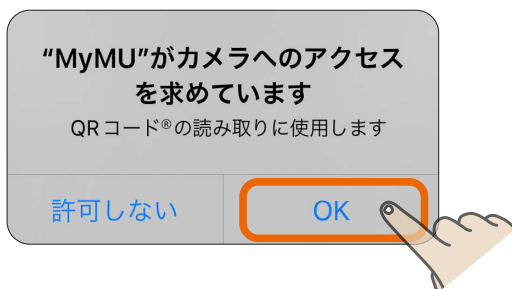 “MyMU”がカメラへのアクセス
を求めています
QRコード®の読み取りに使用します
許可しない
OK